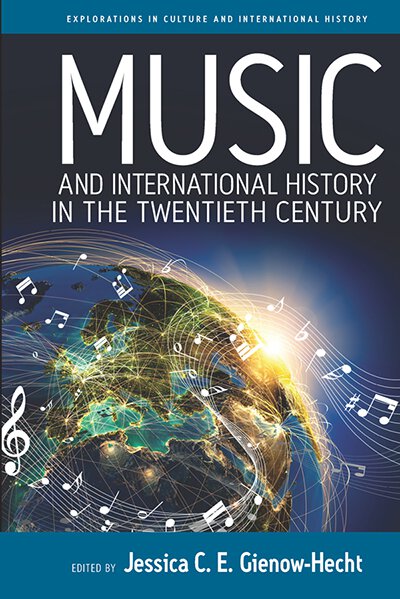 EXPLORATIONS IN CULTURE AND INTERNATIONAL HISTORY
MUSIC
AND INTERNATIONAL HISTORY
IN THE TWENTIETH CENTURY
EDITED BY Jessica C. E. Gienow-Hecht